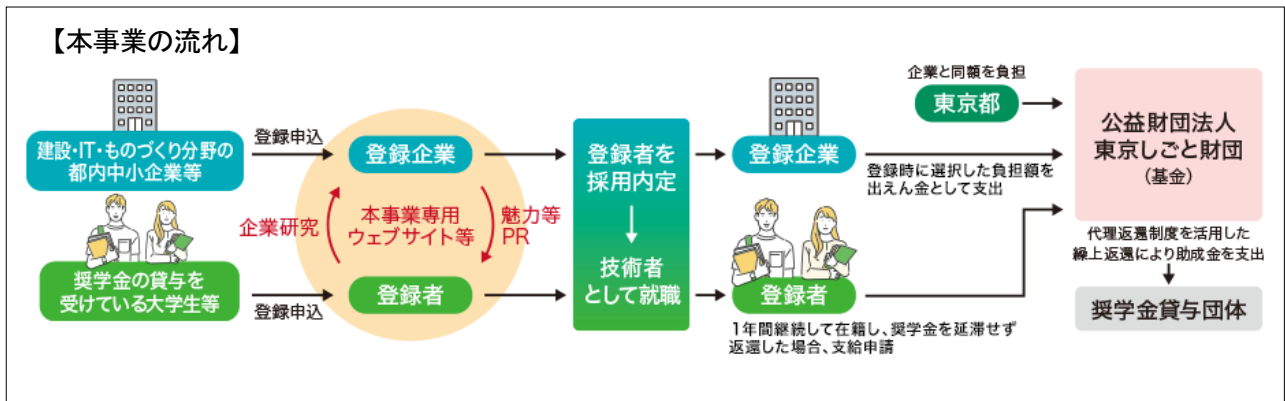 【本事業の流れ】
建設・IT・ものづくり分野の
都内中小企業等
登録申込
奨学金の貸与を
受けている大学生等
登録申込
登録企業
企業研究
本事業専用
ウェブサイト等
魅力等
PR
登録者
登録者を
採用内定
技術者
として就職
登録企業
登録時に選択した負担額を
出えん金として支出
登録者
1年間継続して在籍し、奨学金を延滞せず
返還した場合、支給申請
企業と同額を負担
東京都
公益財団法人
東京しごと財団
（基金）
代理返還制度を活用した
繰上返還により助成金を支出
奨学金貸与団体